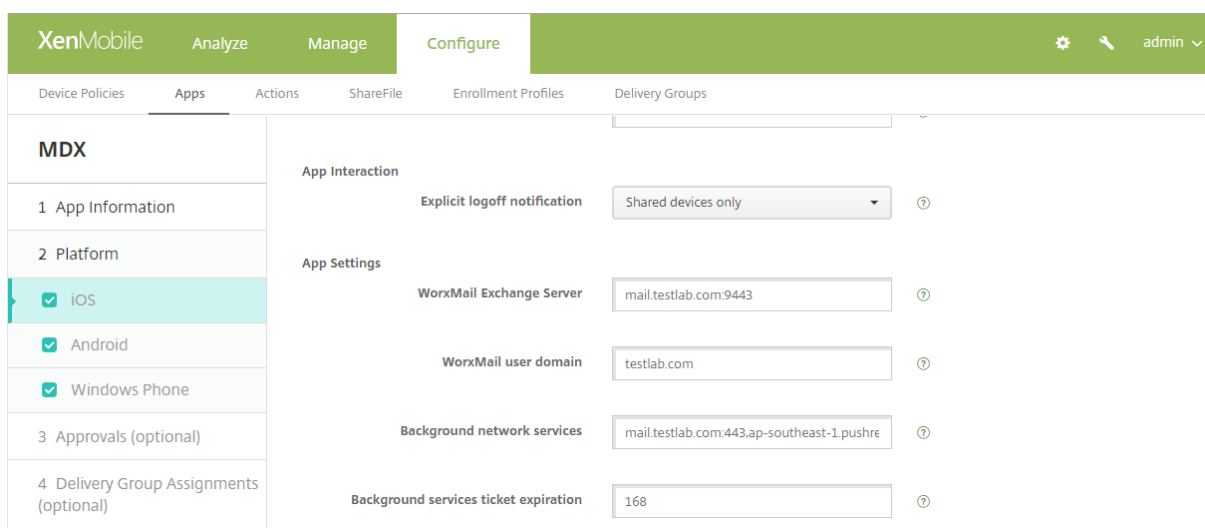 XenMobile Analyze Manage Configure admin
Device Policies Apps Actions ShareFile Enrollment Profiles Delivery Groups
MDX
1 App Information
2 Platform
iOS
Android
Windows Phone
3 Approvals (optional)
4 Delivery Group Assignments
(optional)
App Interaction
Explicit logoff notification Shared devices only ?
App Settings
WorxMail Exchange Server mail.testlab.com:9443 ?
WorxMail user domain testlab.com ?
Background network services mail.testlab.com:443,ap-southeast-1.pushre ?
Background services ticket expiration 168 ?